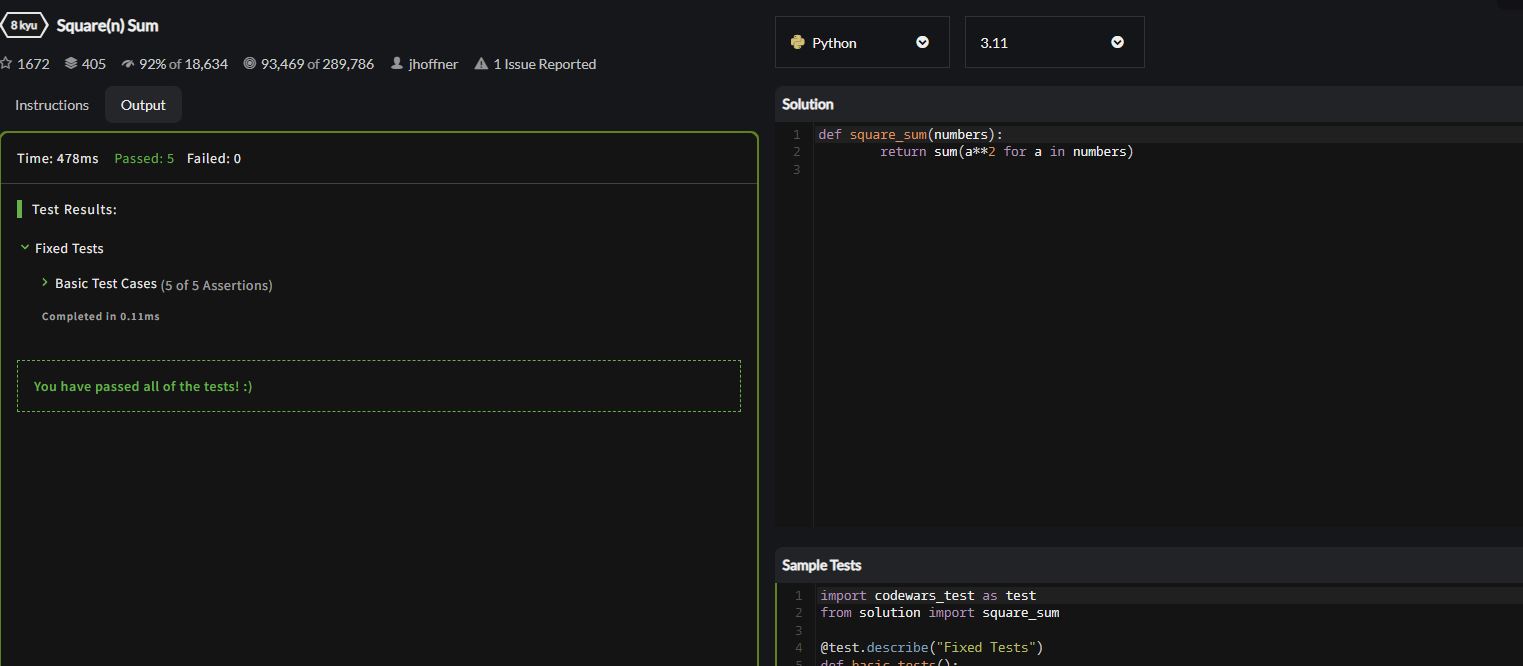 8 kyu Square(n) Sum
1672 405 92% of 18,634 93,469 of 289,786 jhoffner 1 Issue Reported
Instructions Output
Time: 478ms Passed: 5 Failed: 0
Test Results:
Fixed Tests
Basic Test Cases (5 of 5 Assertions)
Completed in 0.11ms
You have passed all of the tests! :)
Python 3.11
Solution
1 def square_sum(numbers):
2 return sum(a**2 for a in numbers)
3
Sample Tests
1 import codewars_test as test
2 from solution import square_sum
3
4 @test.describe("Fixed Tests")
5 def basic_tests():